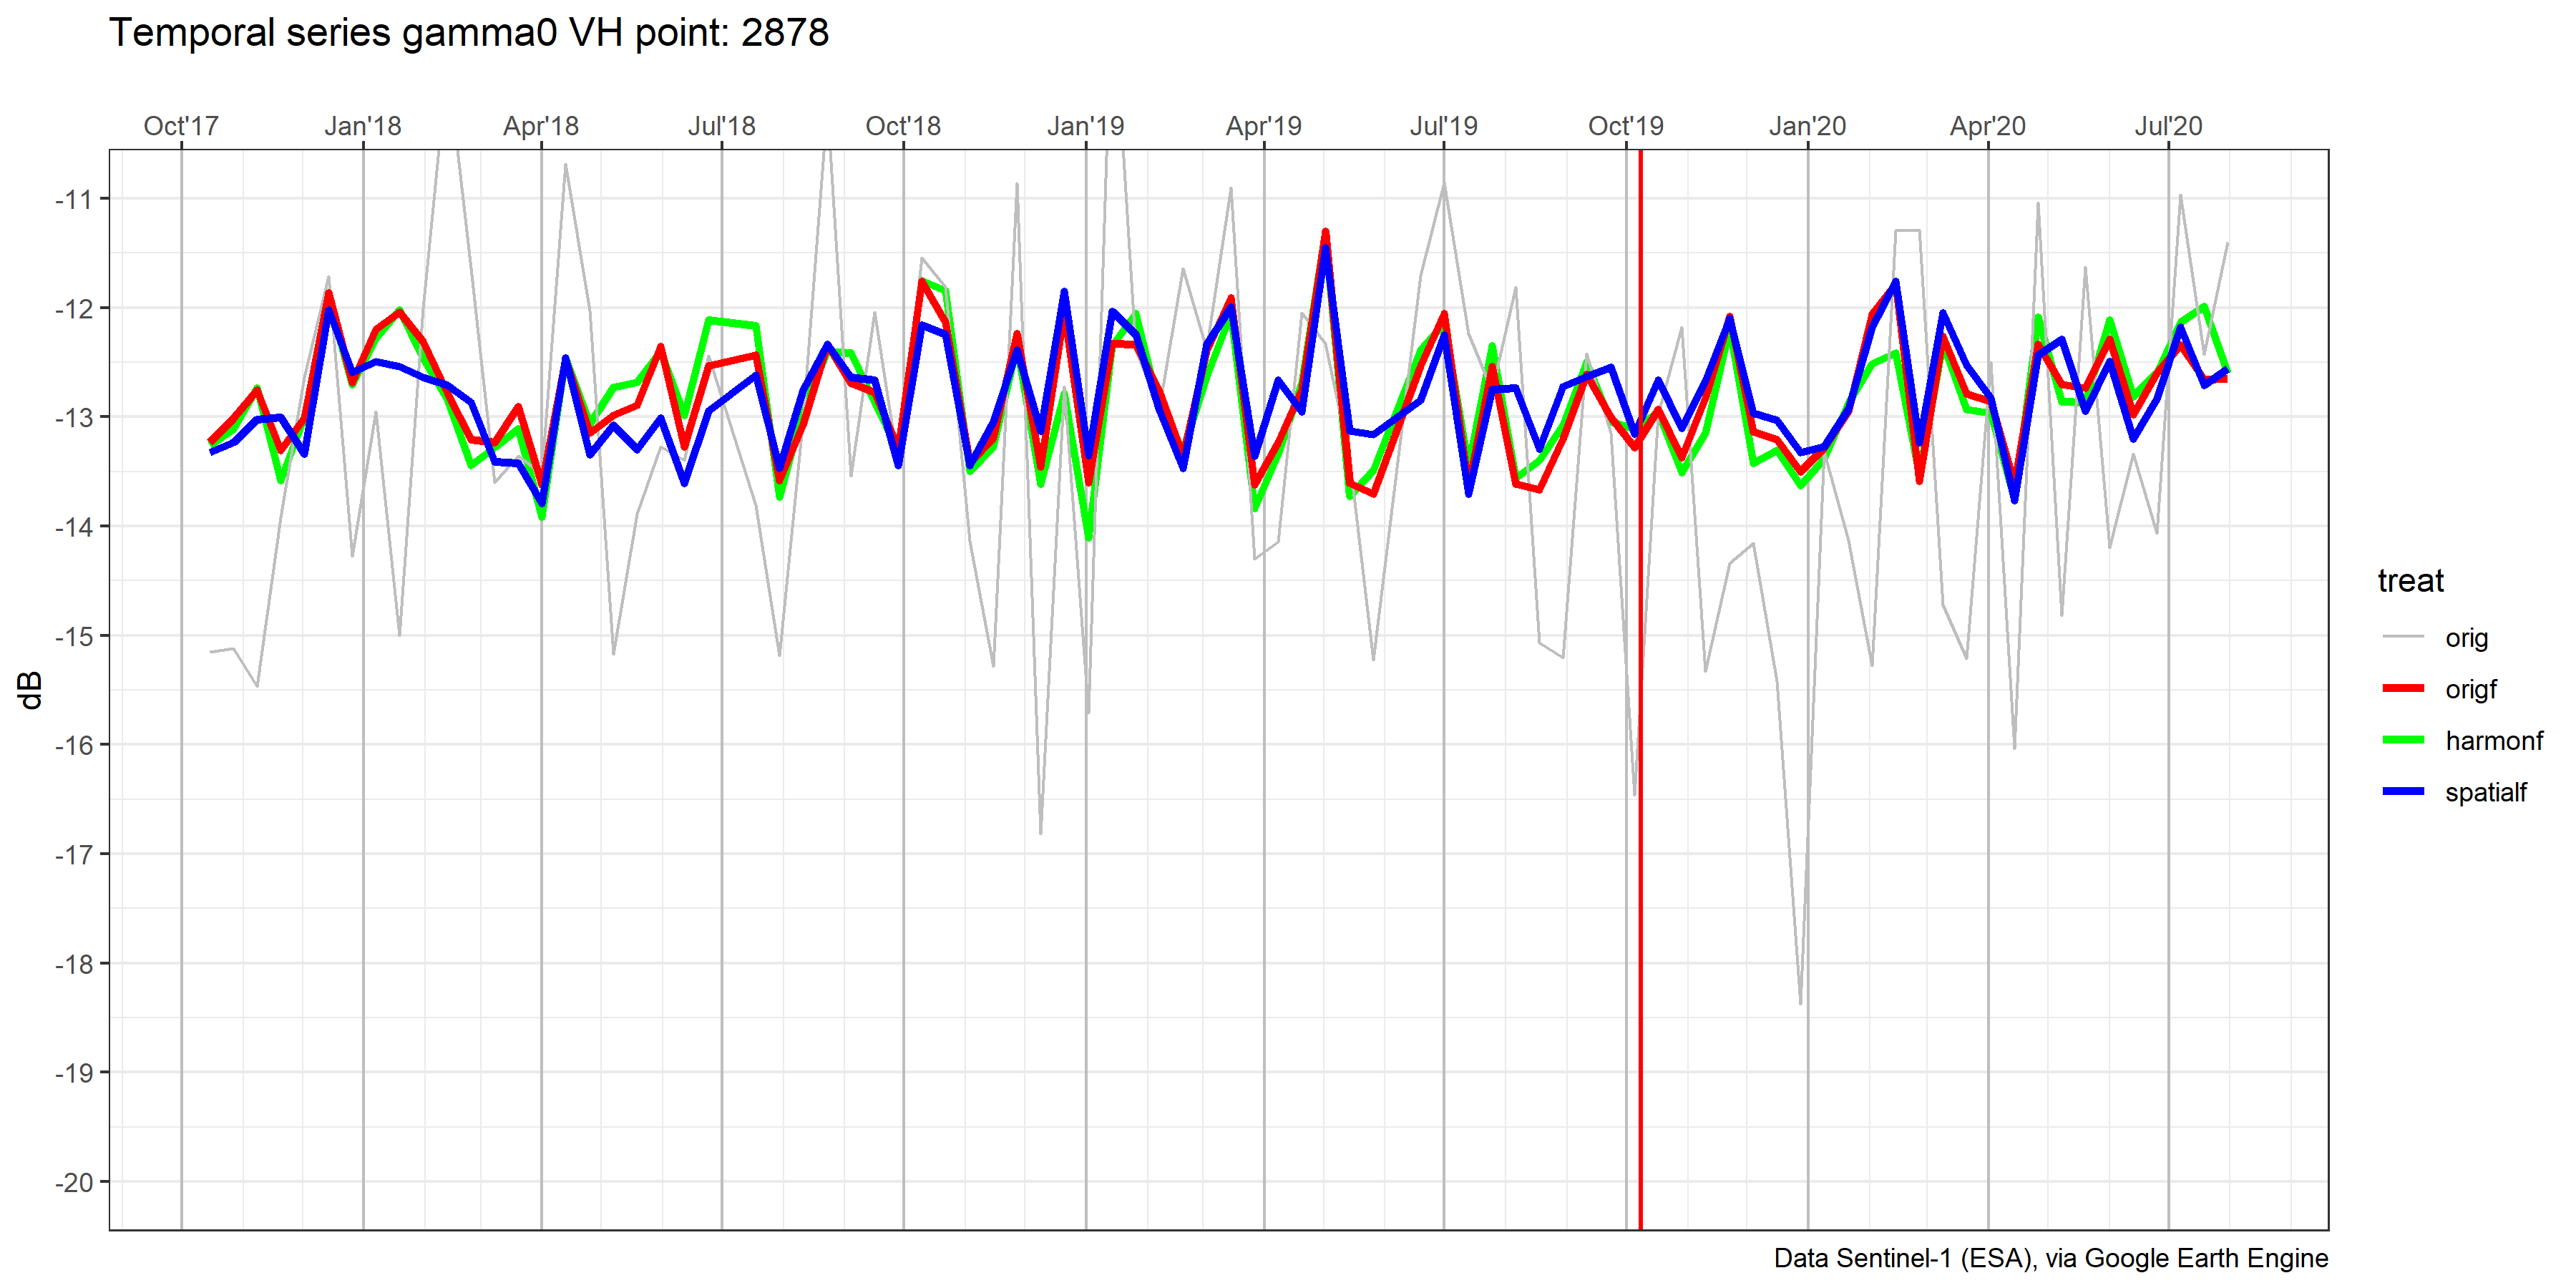 Temporal series gamma0 VH point: 2878
Oct'17 Jan'18 Apr'18 Jul'18 Oct'18 Jan'19 Apr'19 Jul'19 Oct'19 Jan'20 Apr'20 Jul'20
-11
-12
-13
-14
-15
-16
-17
-18
-19
-20
dB
treat
orig
origf
harmonf
spatialf
Data Sentinel-1 (ESA), via Google Earth Engine